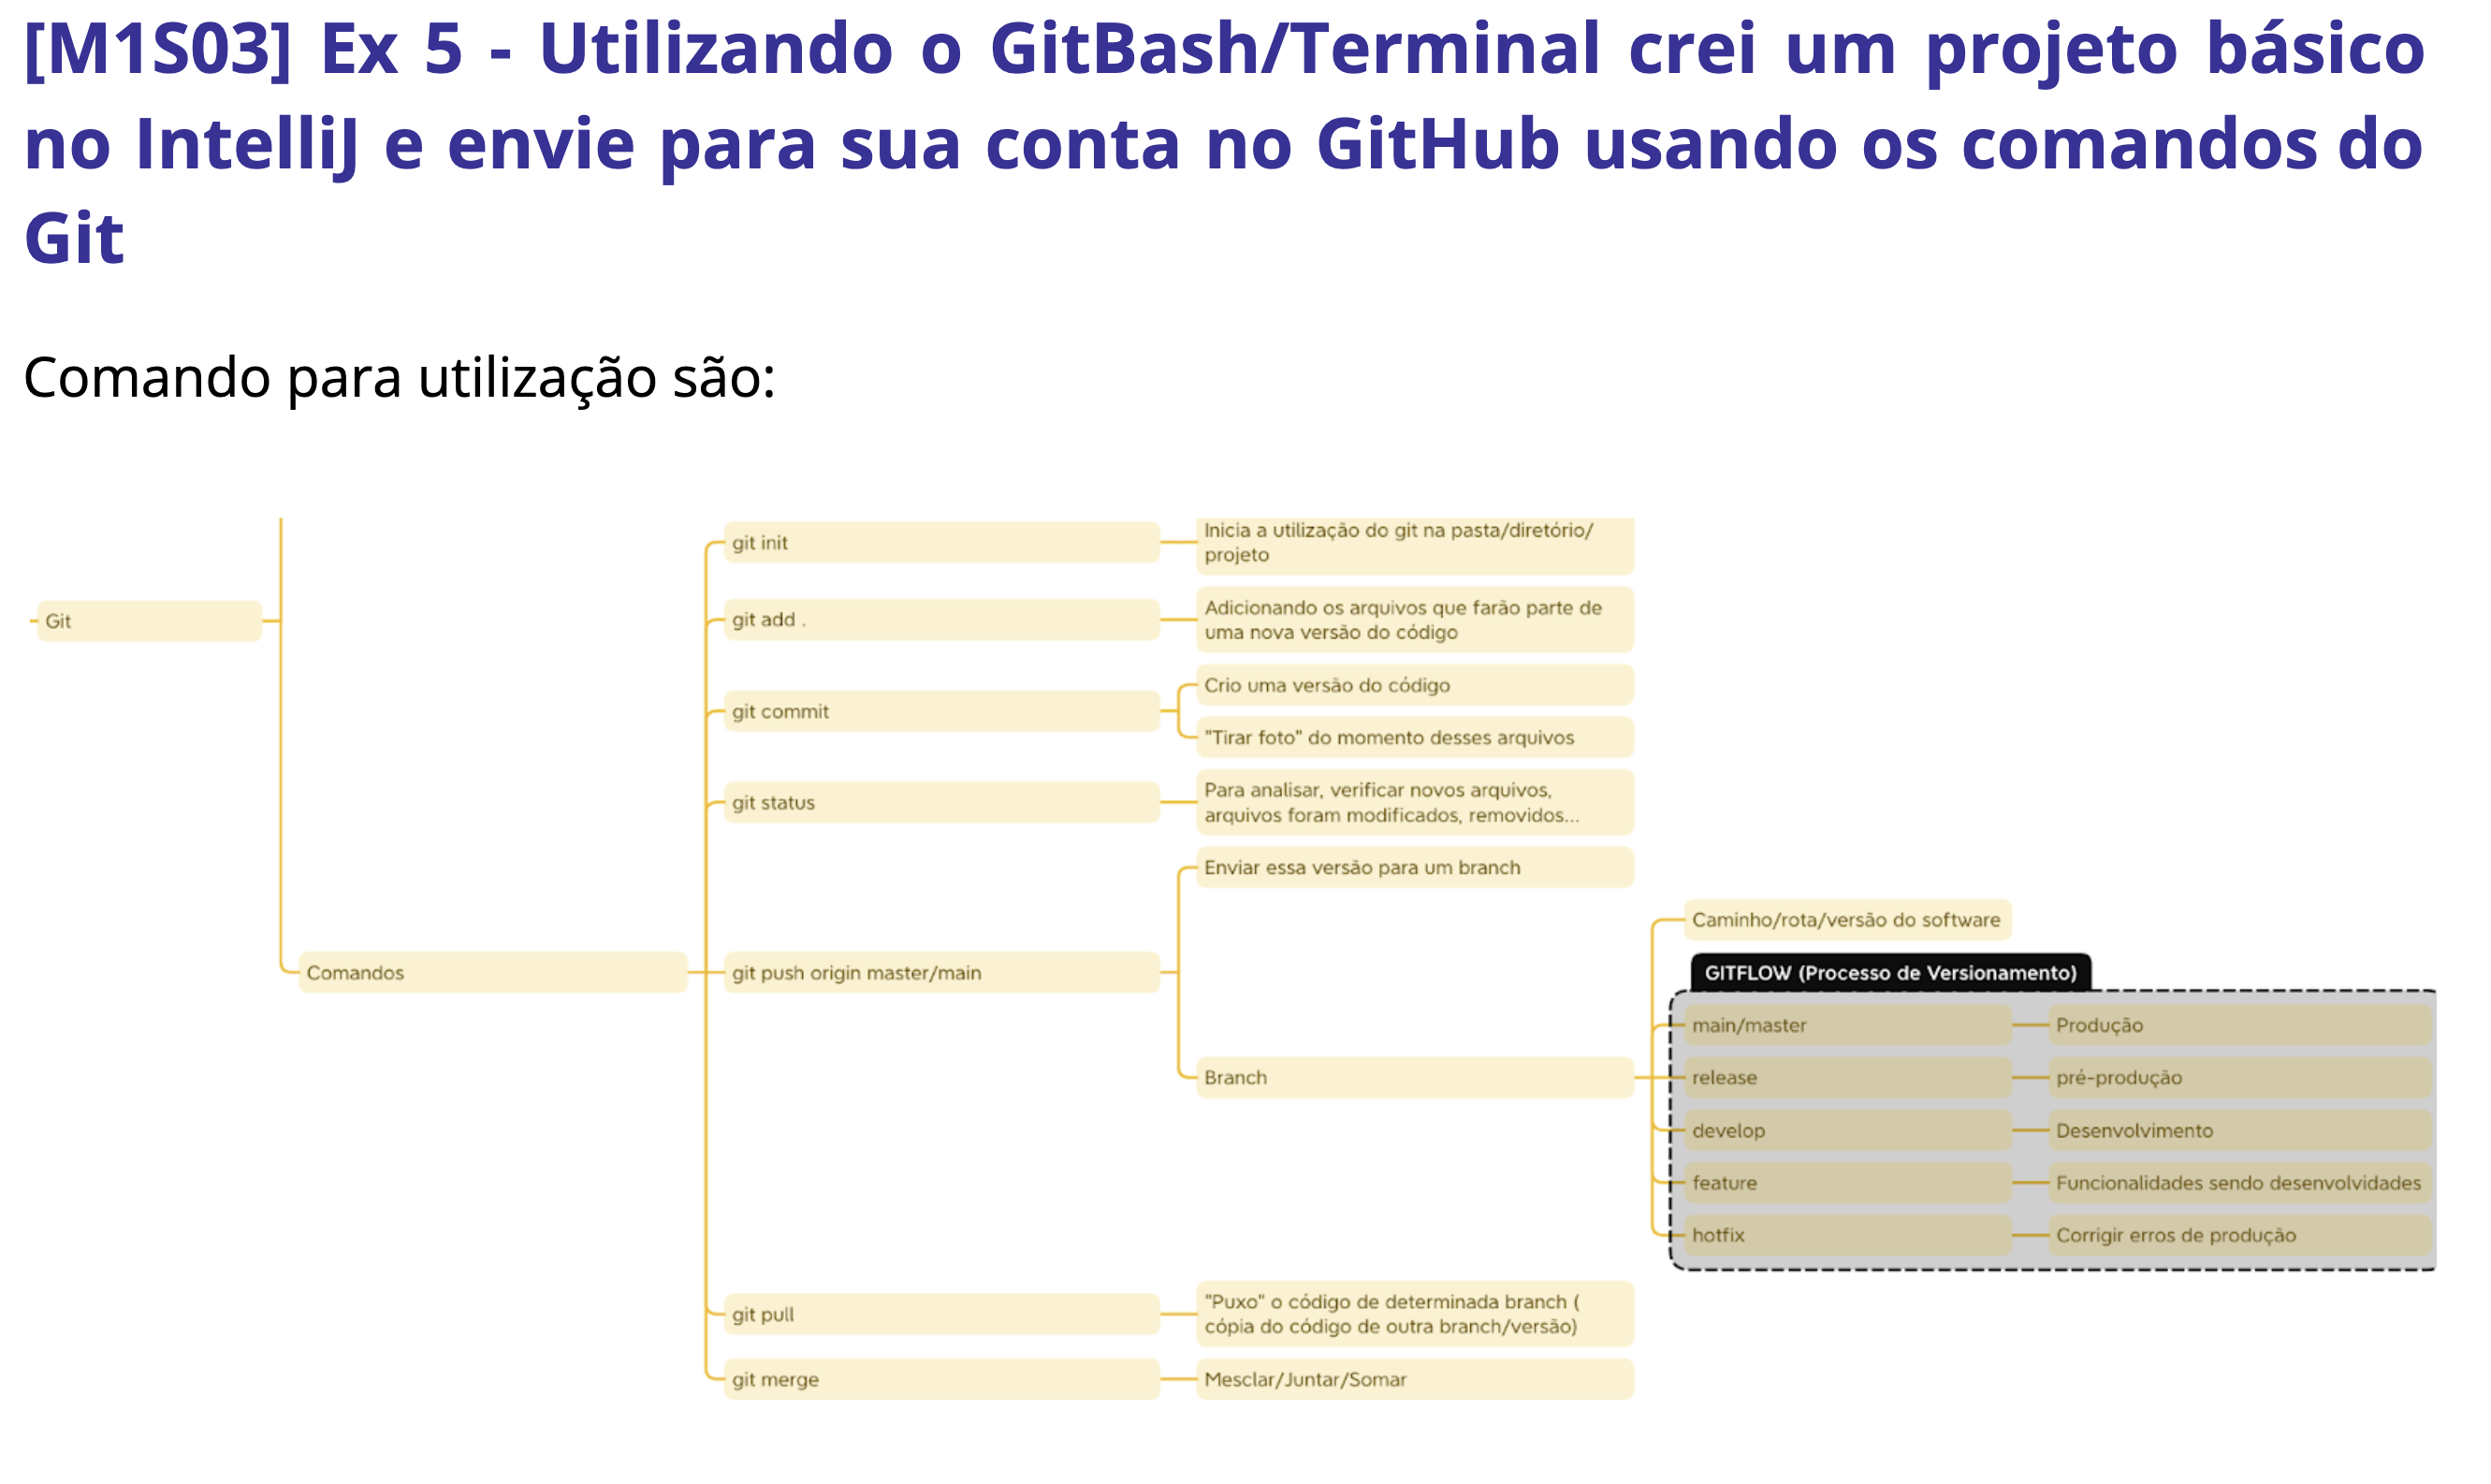 [M1S03] Ex 5 - Utilizando o GitBash/Terminal crei um projeto básico
no IntelliJ e envie para sua conta no GitHub usando os comandos do
Git
Comando para utilização são:
Git
Comandos
git init
Inicia a utilização do git na pasta/diretório/
projeto
git add .
Adicionando os arquivos que farão parte de
uma nova versão do código
git commit
Crio uma versão do código
"Tirar foto" do momento desses arquivos
git status
Para analisar, verificar novos arquivos,
arquivos foram modificados, removidos...
git push origin master/main
Enviar essa versão para um branch
Branch
Caminho/rota/versão do software
GITFLOW (Processo de Versionamento)
main/master
Produção
release
pré-produção
develop
Desenvolvimento
feature
Funcionalidades sendo desenvolvidades
hotfix
Corrigir erros de produção
git pull
"Puxo" o código de determinada branch (
cópia do código de outra branch/versão)
git merge
Mesclar/Juntar/Somar